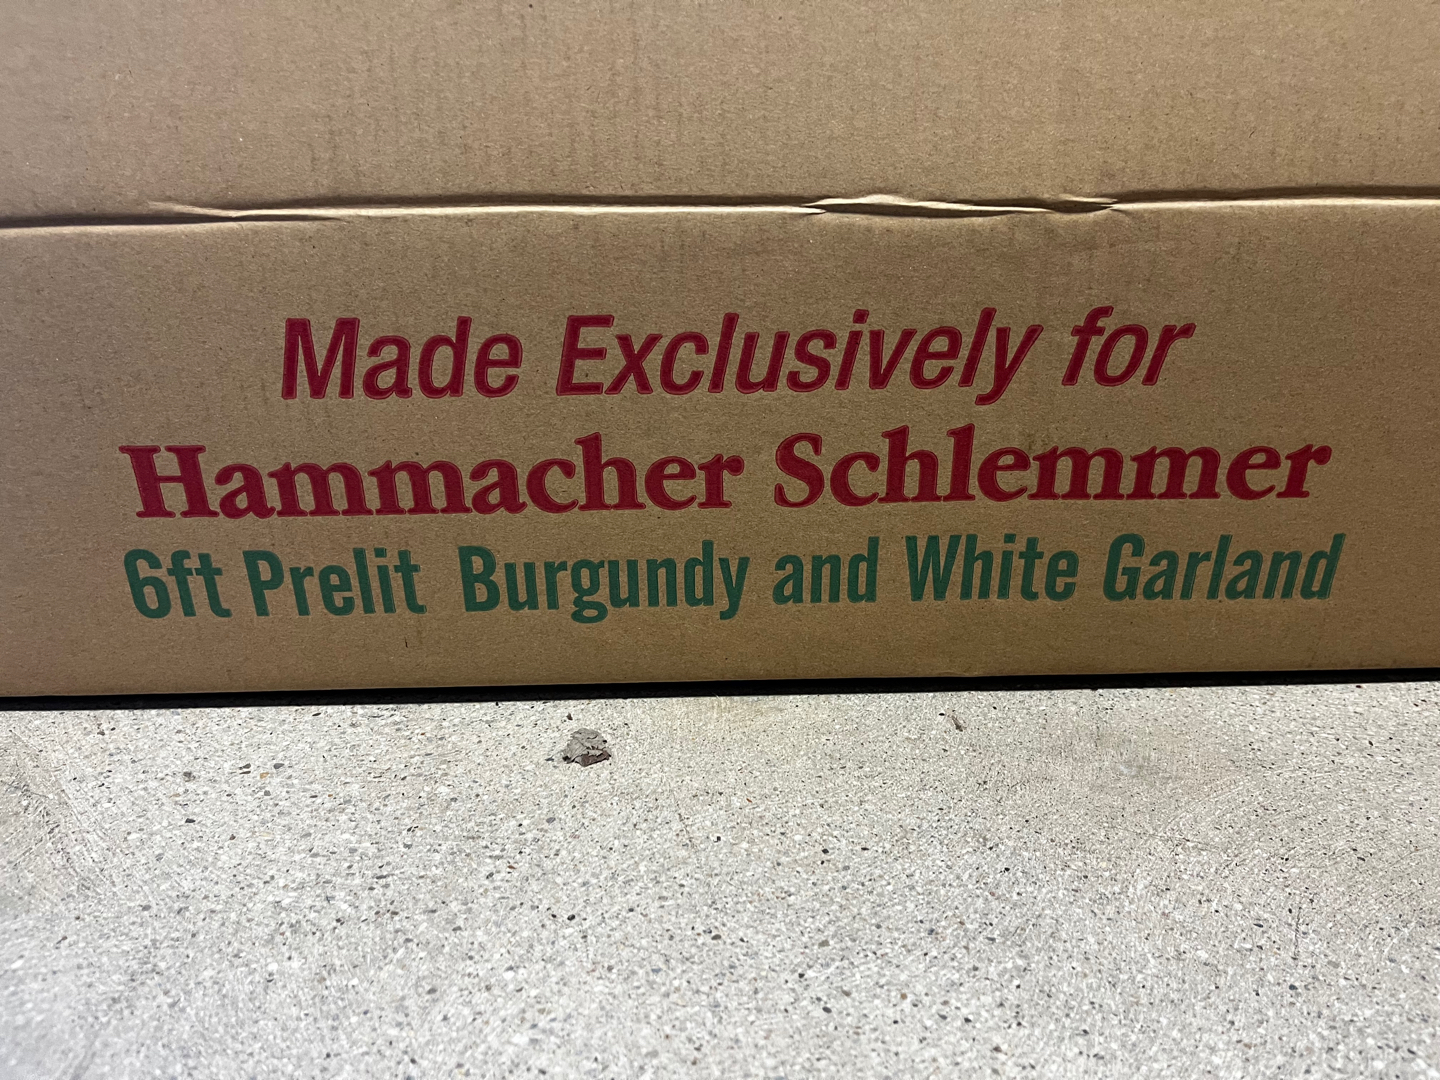 Made Exclusively for
Hammacher Schlemmer
6ft Prelit Burgundy and White Garland